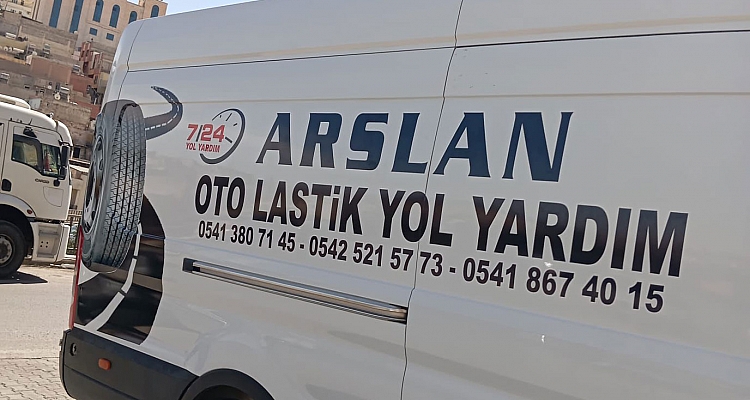 7/24
YOL YARDIM
ARSLAN
OTO LASTiK YOL YARDIM
0541 380 71 45 - 0542 521 57 73 - 0541 867 40 15